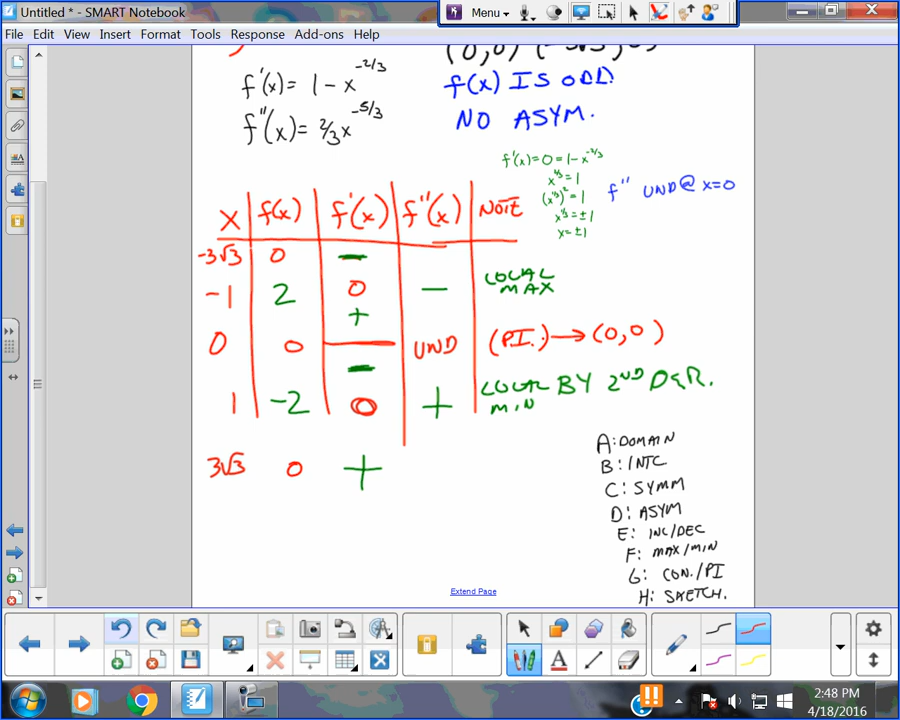 Untitled * - SMART Notebook
Menu
File Edit View Insert Format Tools Response Add-ons Help
f'(x) = 1 - x^-2/3
f(x) IS ODD.
f''(x) = 2/3 x^-5/3
NO ASYM.
f'(x)=0=1-x^-2/3
x^2/3=1
(x^1/3)^2=1
x^1/3=±1
x=±1
f'' UND @ x=0
x f(x) f'(x) f''(x) NOTE
-3√3 0 -
-1 2 0 - LOCAL MAX
+
0 0 UND (PI.) → (0,0)
-
1 -2 0 + LOCAL MIN BY 2ND DER.
3√3 0 +
A: DOMAIN
B: INTC
C: SYMM
D: ASYM
E: INC/DEC
F: MAX/MIN
G: CON./PI
H: SKETCH.
Extend Page
2:48 PM
4/18/2016